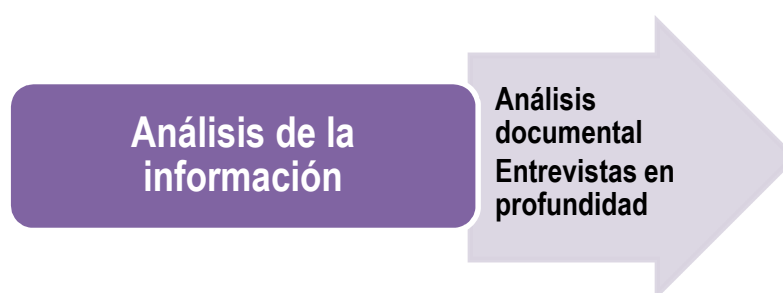 Análisis de la
información
Análisis
documental
Entrevistas en
profundidad